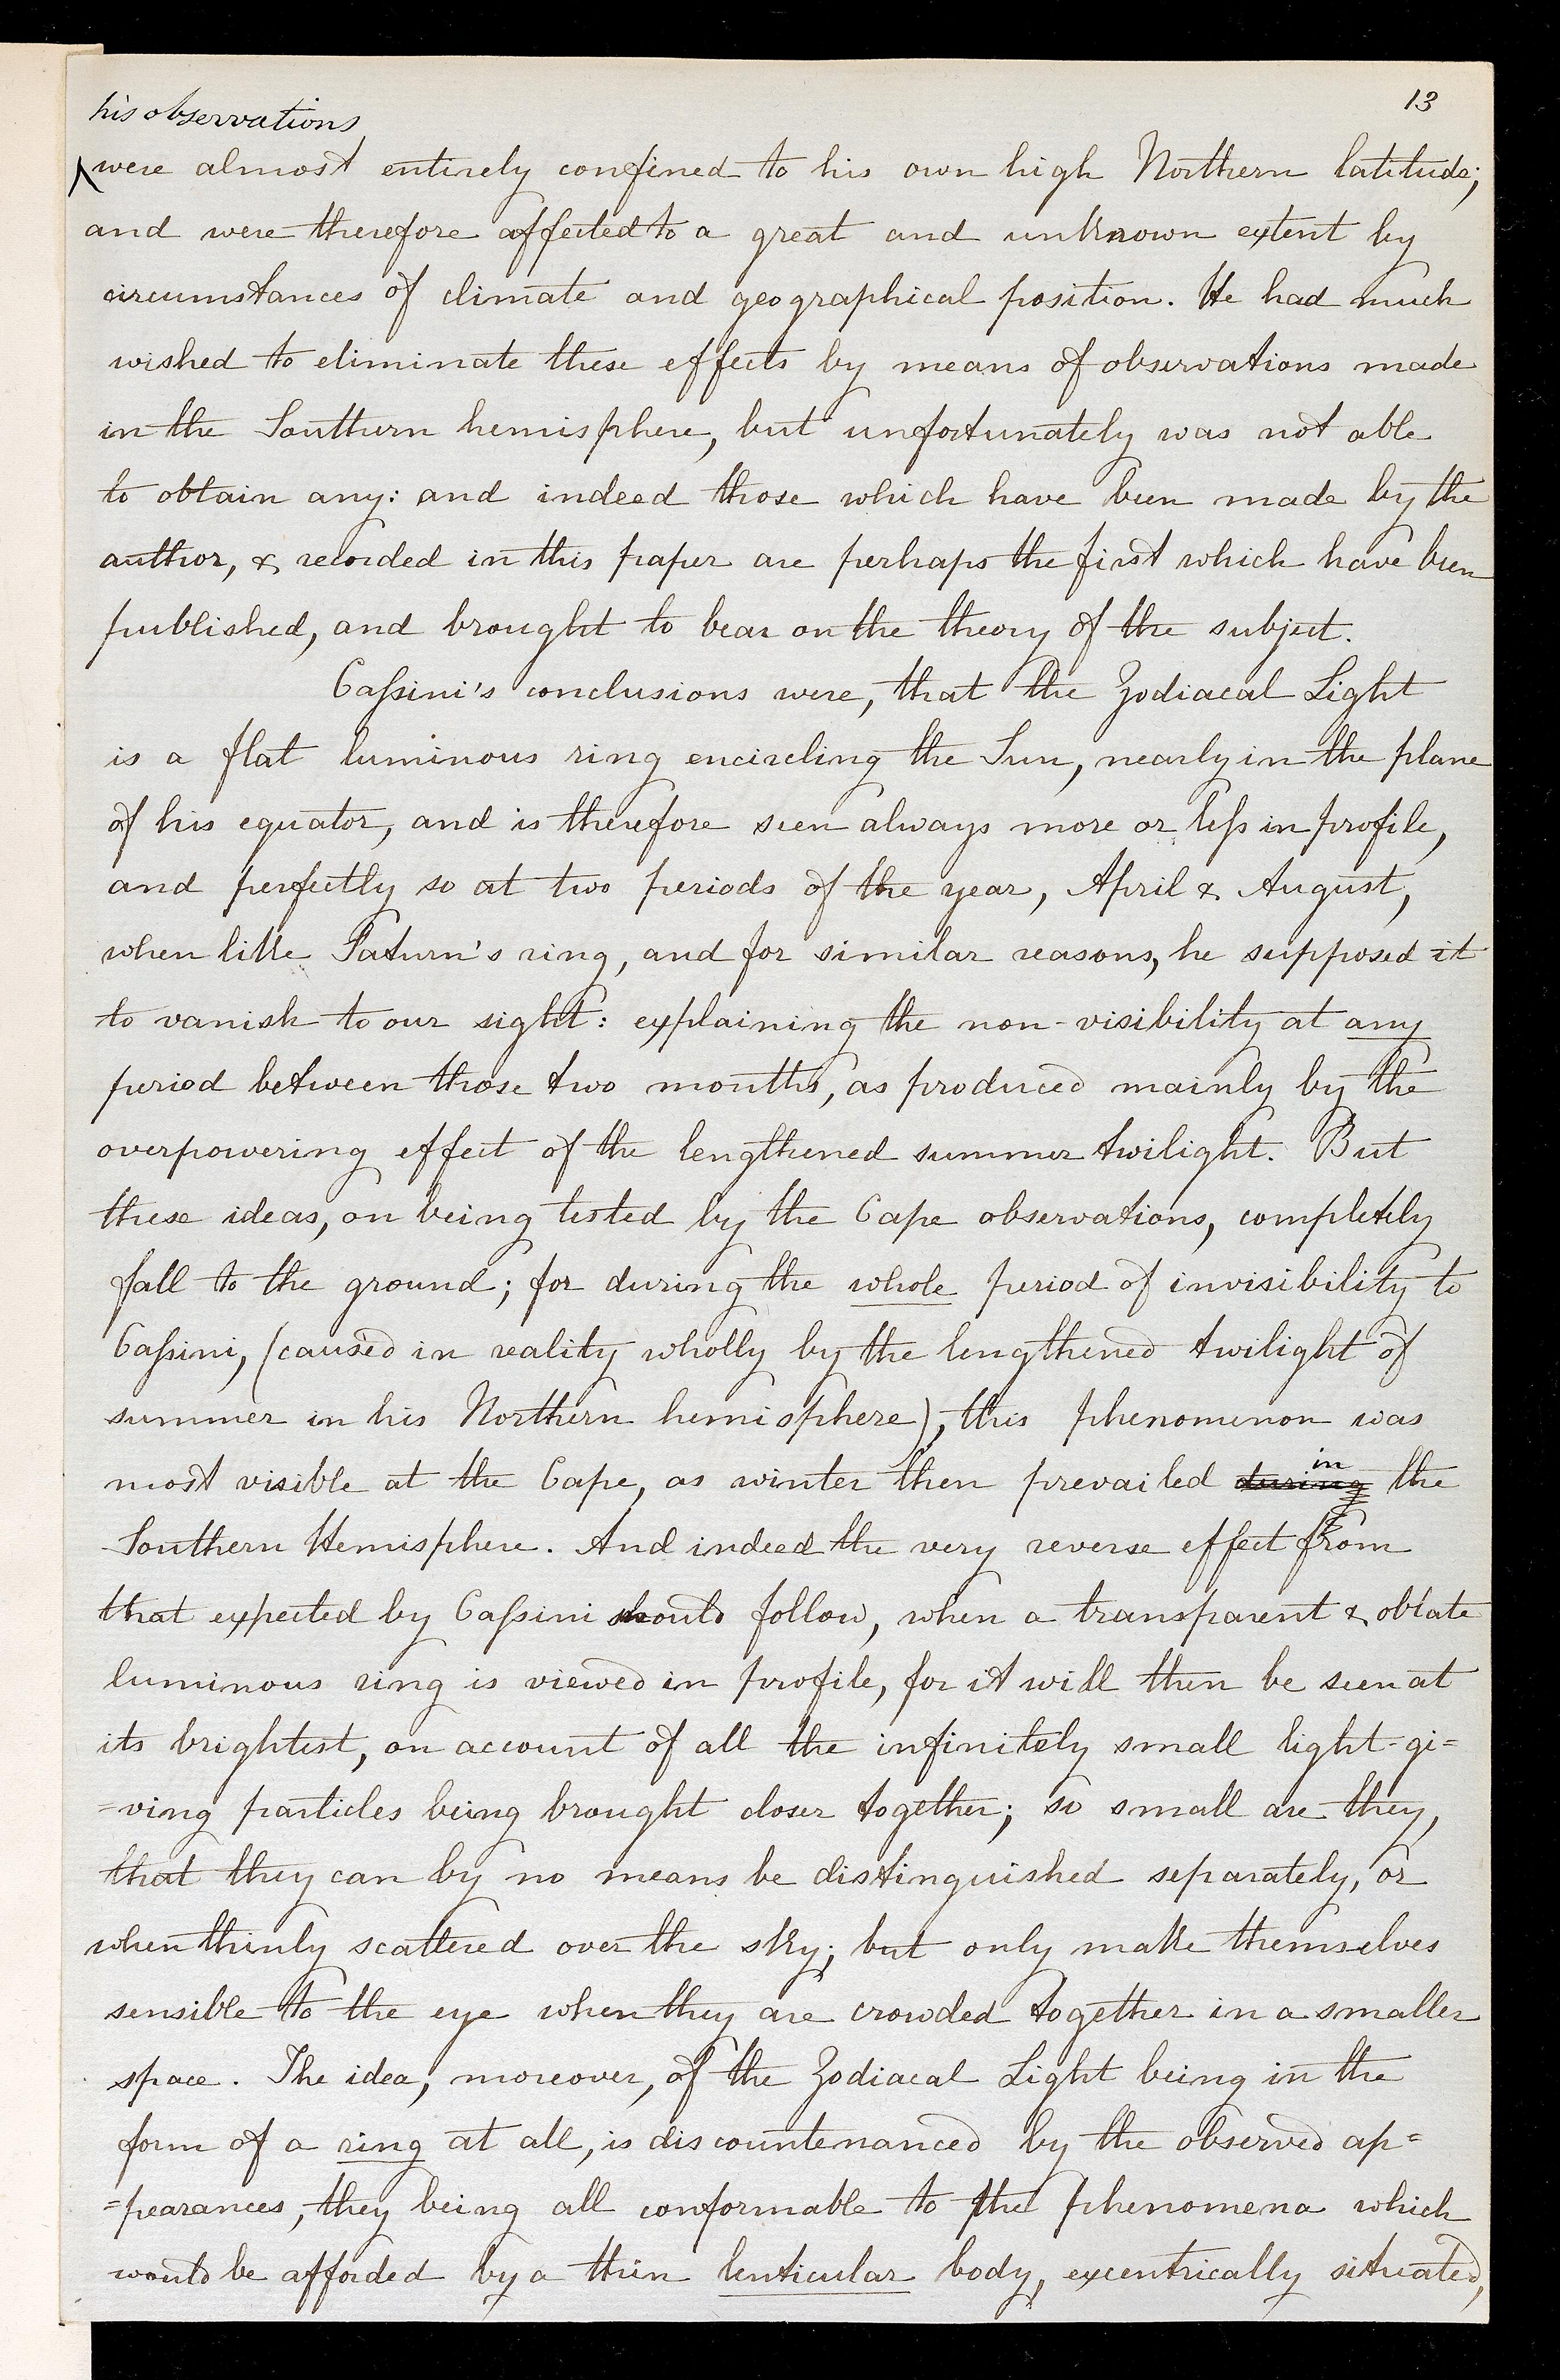 13
his observations
were almost entirely confined to his own high Northern latitude;
and were therefore affected to a great and unknown extent by
circumstances of climate and geographical position. He had much
wished to eliminate these effects by means of observations made
in the Southern hemisphere, but unfortunately was not able
to obtain any: and indeed those which have been made by the
author, & recorded in this paper are perhaps the first which have been
published, and brought to bear on the theory of the subject.
Caſsini's conclusions were, that the Zodiacal Light
is a flat luminous ring encircling the Sun, nearly in the plane
of his equator, and is therefore seen always more or leſs in profile,
and perfectly so at two periods of the year, April & August,
when like Saturn's ring, and for similar reasons, he supposed it
to vanish to our sight: explaining the non-visibility at any
period between those two months, as produced mainly by the
overpowering effect of the lengthened summer twilight. But
these ideas, on being tested by the Cape observations, completely
fall to the ground; for during the whole period of invisibility to
Caſsini, (caused in reality wholly by the lengthened twilight of
summer in his Northern hemisphere), this phenomenon was
most visible at the Cape, as winter then prevailed during in the
Southern Hemisphere. And indeed the very reverse effect from
that expected by Caſsini should follow, when a transparent & oblate
luminous ring is viewed in profile, for it will then be seen at
its brightest, on account of all the infinitely small light-gi=
=ving particles being brought closer together; so small are they,
that they can by no means be distinguished separately, or
when thinly scattered over the sky; but only make themselves
sensible to the eye when they are crowded together in a smaller
space. The idea, moreover, of the Zodiacal Light being in the
form of a ring at all, is discountenanced by the observed ap=
=pearances, they being all conformable to the phenomena which
would be afforded by a thin lenticular body, excentrically situated,